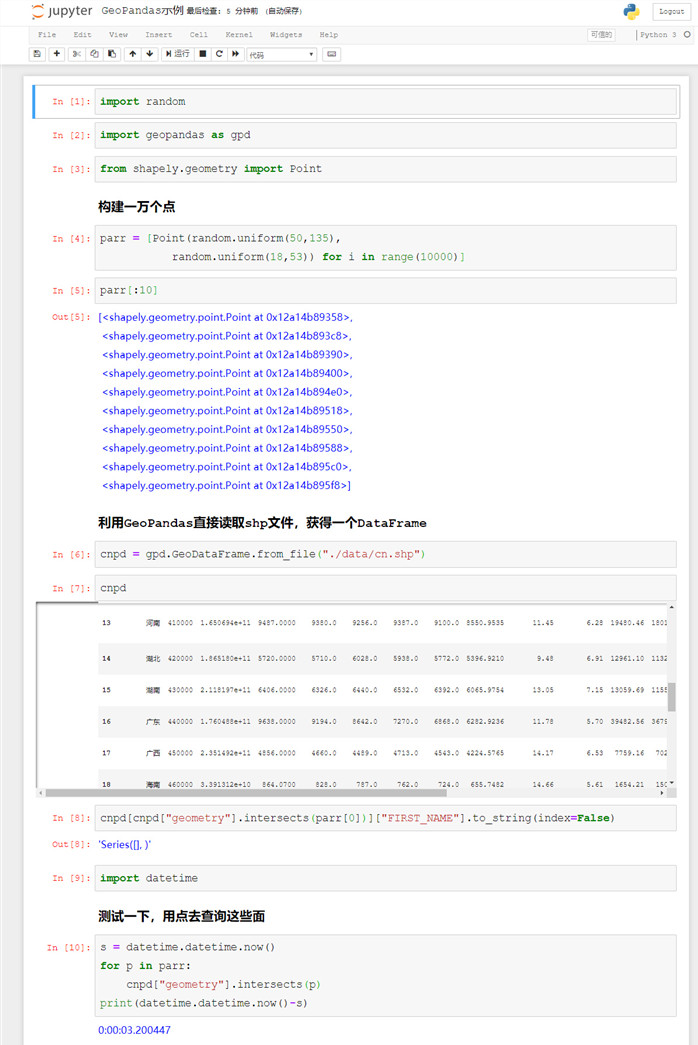 jupyter GeoPandas示例 最后检查: 5 分钟前 (自动保存) Logout
File Edit View Insert Cell Kernel Widgets Help 可信的 Python 3
运行 代码
In [1]: import random
In [2]: import geopandas as gpd
In [3]: from shapely.geometry import Point
构建一万个点
In [4]: parr = [Point(random.uniform(50,135),
random.uniform(18,53)) for i in range(10000)]
In [5]: parr[:10]
Out[5]: [<shapely.geometry.point.Point at 0x12a14b89358>,
<shapely.geometry.point.Point at 0x12a14b893c8>,
<shapely.geometry.point.Point at 0x12a14b89390>,
<shapely.geometry.point.Point at 0x12a14b89400>,
<shapely.geometry.point.Point at 0x12a14b894e0>,
<shapely.geometry.point.Point at 0x12a14b89518>,
<shapely.geometry.point.Point at 0x12a14b89550>,
<shapely.geometry.point.Point at 0x12a14b89588>,
<shapely.geometry.point.Point at 0x12a14b895c0>,
<shapely.geometry.point.Point at 0x12a14b895f8>]
利用GeoPandas直接读取shp文件，获得一个DataFrame
In [6]: cnpd = gpd.GeoDataFrame.from_file("./data/cn.shp")
In [7]: cnpd
13 河南 410000 1.650694e+11 9487.0000 9380.0 9256.0 9387.0 9100.0 8550.9535 11.45 6.28 19480.46 1801
14 湖北 420000 1.865180e+11 5720.0000 5710.0 6028.0 5938.0 5772.0 5396.9210 9.48 6.91 12961.10 1132
15 湖南 430000 2.118197e+11 6406.0000 6326.0 6440.0 6532.0 6392.0 6065.9754 13.05 7.15 13059.69 1155
16 广东 440000 1.760488e+11 9638.0000 9194.0 8642.0 7270.0 6868.0 6282.9236 11.78 5.70 39482.56 3679
17 广西 450000 2.351492e+11 4856.0000 4660.0 4489.0 4713.0 4543.0 4224.5765 14.17 6.53 7759.16 702
18 海南 460000 3.391312e+10 864.0700 828.0 787.0 762.0 724.0 655.7482 14.66 5.61 1654.21 150
In [8]: cnpd[cnpd["geometry"].intersects(parr[0])]["FIRST_NAME"].to_string(index=False)
Out[8]: 'Series([], )'
In [9]: import datetime
测试一下，用点去查询这些面
In [10]: s = datetime.datetime.now()
for p in parr:
cnpd["geometry"].intersects(p)
print(datetime.datetime.now()-s)
0:00:03.200447